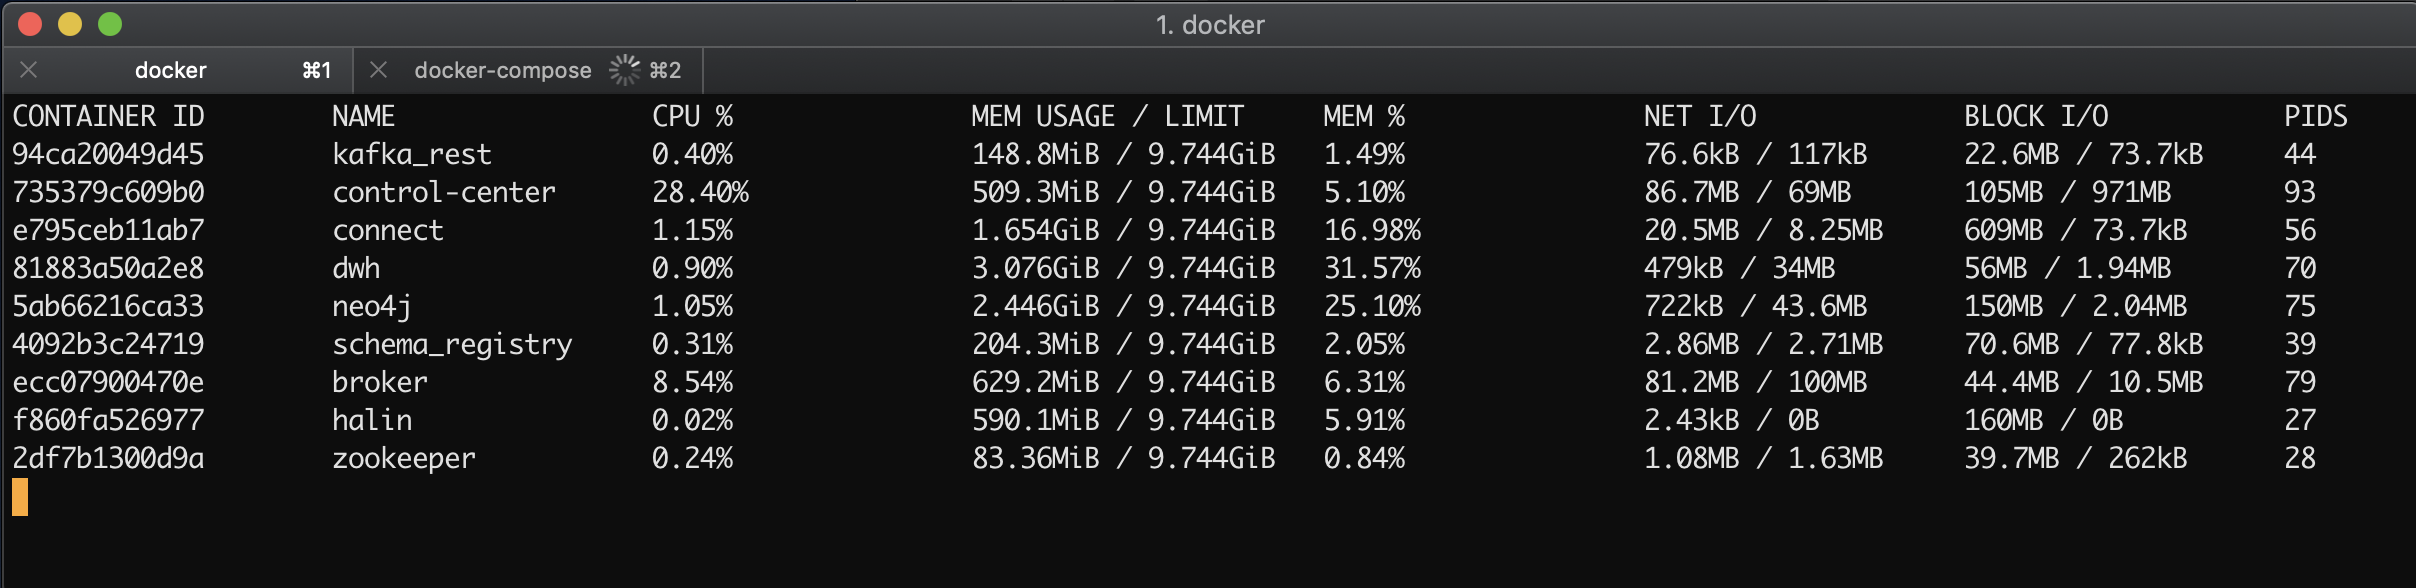 1. docker
docker ⌘1 docker-compose ⌘2
CONTAINER ID NAME CPU % MEM USAGE / LIMIT MEM % NET I/O BLOCK I/O PIDS
94ca20049d45 kafka_rest 0.40% 148.8MiB / 9.744GiB 1.49% 76.6kB / 117kB 22.6MB / 73.7kB 44
735379c609b0 control-center 28.40% 509.3MiB / 9.744GiB 5.10% 86.7MB / 69MB 105MB / 971MB 93
e795ceb11ab7 connect 1.15% 1.654GiB / 9.744GiB 16.98% 20.5MB / 8.25MB 609MB / 73.7kB 56
81883a50a2e8 dwh 0.90% 3.076GiB / 9.744GiB 31.57% 479kB / 34MB 56MB / 1.94MB 70
5ab66216ca33 neo4j 1.05% 2.446GiB / 9.744GiB 25.10% 722kB / 43.6MB 150MB / 2.04MB 75
4092b3c24719 schema_registry 0.31% 204.3MiB / 9.744GiB 2.05% 2.86MB / 2.71MB 70.6MB / 77.8kB 39
ecc07900470e broker 8.54% 629.2MiB / 9.744GiB 6.31% 81.2MB / 100MB 44.4MB / 10.5MB 79
f860fa526977 halin 0.02% 590.1MiB / 9.744GiB 5.91% 2.43kB / 0B 160MB / 0B 27
2df7b1300d9a zookeeper 0.24% 83.36MiB / 9.744GiB 0.84% 1.08MB / 1.63MB 39.7MB / 262kB 28